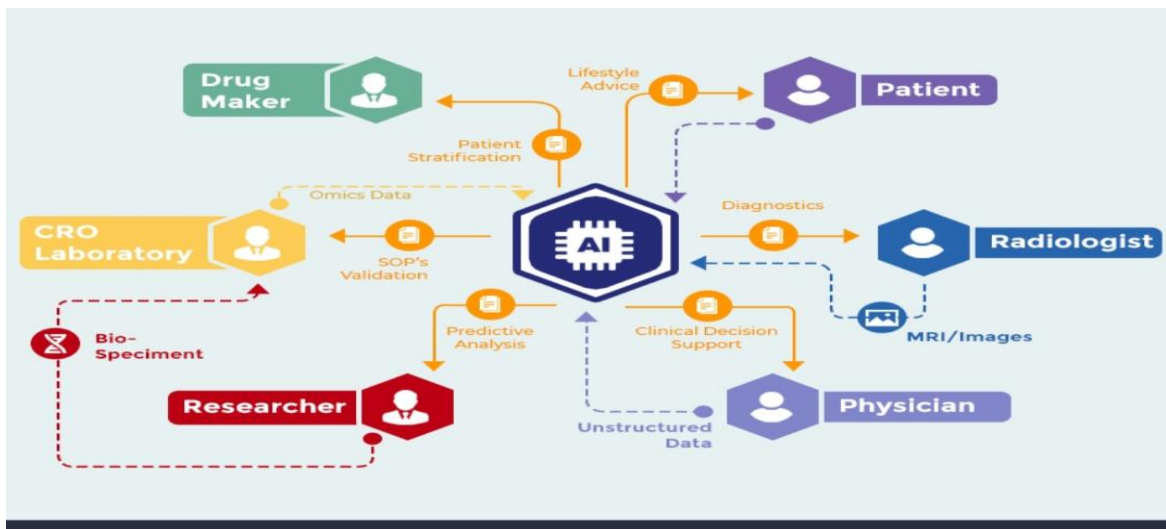 Drug
Maker
Lifestyle
Advice
Patient
Patient
Stratification
Omics Data
Diagnostics
CRO
Laboratory
AI
Radiologist
SOP's
Validation
Bio-
Speciment
Predictive
Analysis
Clinical Decision
Support
MRI/Images
Researcher
Physician
Unstructured
Data